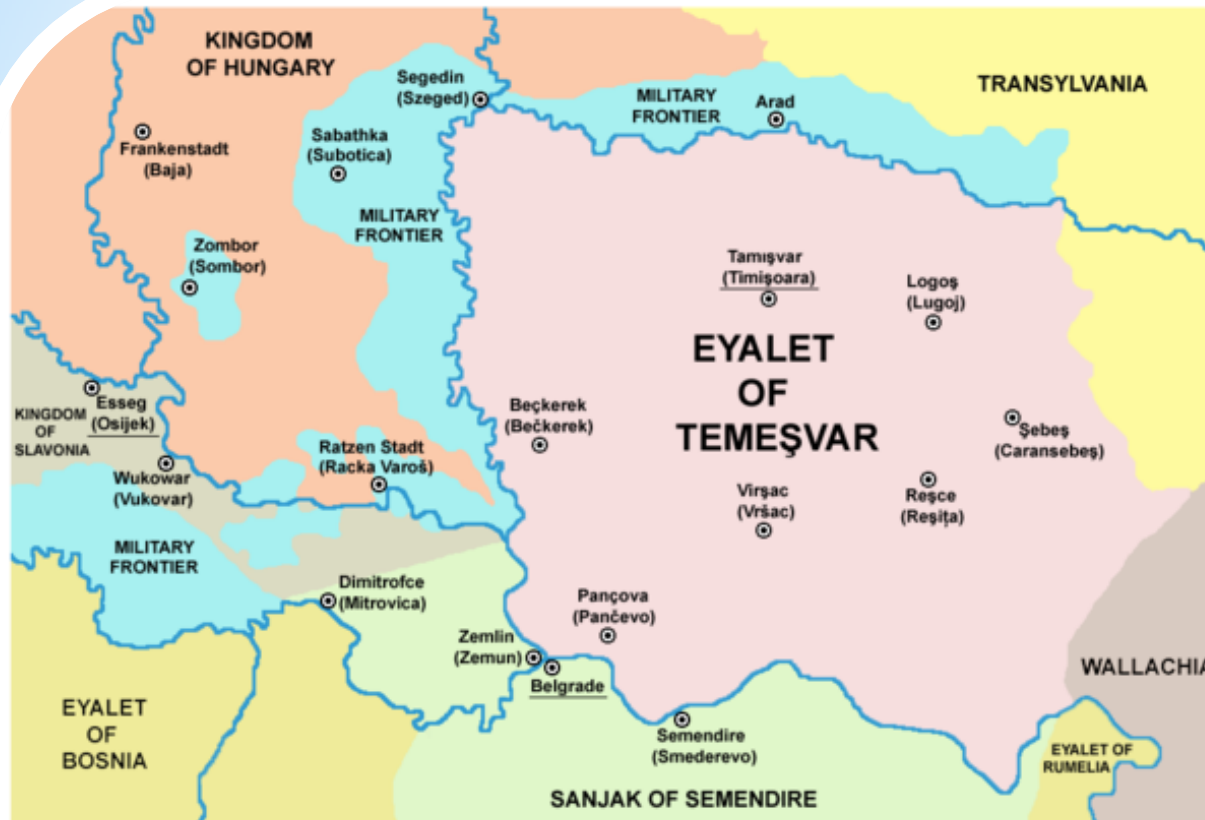 KINGDOM
OF HUNGARY
Segedin
(Szeged)
MILITARY
FRONTIER
Arad
TRANSYLVANIA
Frankenstadt
(Baja)
Sabathka
(Subotica)
MILITARY
FRONTIER
Zombor
(Sombor)
Tamışvar
(Timişoara)
Logoş
(Lugoj)
EYALET
OF
TEMEŞVAR
Esseg
(Osijek)
KINGDOM
OF
SLAVONIA
Beçkerek
(Bečkerek)
Şebeş
(Caransebeş)
Ratzen Stadt
(Racka Varoš)
Wukowar
(Vukovar)
Virşac
(Vršac)
Reşce
(Reşiţa)
MILITARY
FRONTIER
Dimitrofce
(Mitrovica)
Pançova
(Pančevo)
Zemlin
(Zemun)
Belgrade
WALLACHIA
EYALET
OF
BOSNIA
Semendire
(Smederevo)
EYALET OF
RUMELIA
SANJAK OF SEMENDIRE